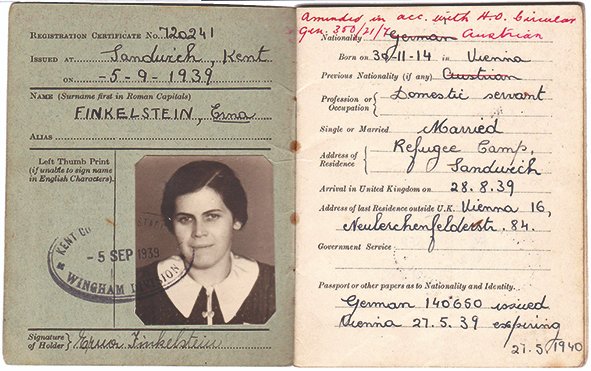 REGISTRATION CERTIFICATE No. 720241
ISSUED AT Sandwich, Kent
ON -5-9-1939
NAME (Surname first in Roman Capitals)
FINKELSTEIN, Erna
ALIAS
Left Thumb Print
(if unable to sign name
in English Characters).
KENT
-5 SEP 1939
WINGHAM DIVISION
Signature of Holder } Erna Finkelstein
Amended in acc. with H.O. Circular
Gen. 350/21/4
Nationality German Austrian
Born on 30-11-14 in Vienna
Previous Nationality (if any) Austrian
Profession or Occupation } Domestic servant
Single or Married Married
Address of Residence { Refugee Camp,
Sandwich
Arrival in United Kingdom on 28.8.39
Address of last Residence outside U.K. Vienna 16,
Neulerchenfelderstr. 84.
Government Service
Passport or other papers as to Nationality and Identity.
German 140660 issued
Vienna 27.5.39 expiring
27.5.1940